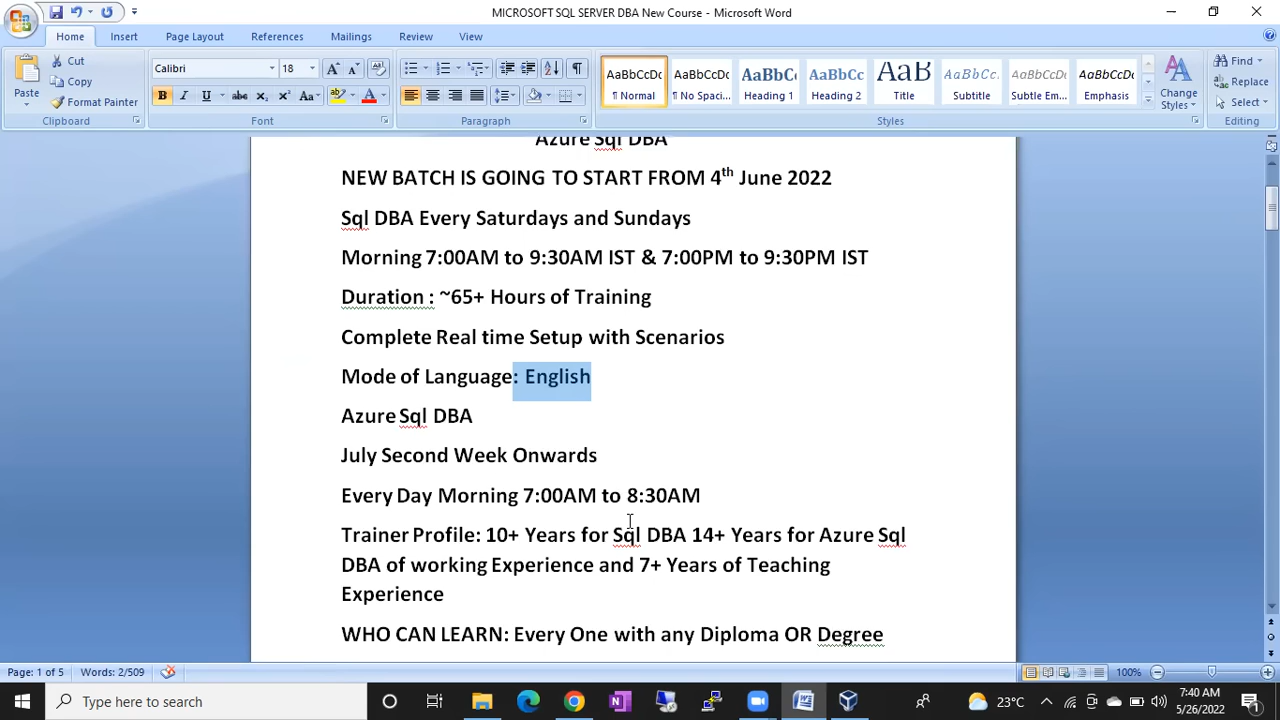 MICROSOFT SQL SERVER DBA New Course - Microsoft Word
Home Insert Page Layout References Mailings Review View
Paste
Cut
Copy
Format Painter
Clipboard
Calibri 18
B I U abc x₂ x² Aa
Font
Paragraph
AaBbCcDc AaBbCcDc AaBbC AaBbCc AaB AaBbCcL AaBbCcDc AaBbCcDc
¶ Normal ¶ No Spaci... Heading 1 Heading 2 Title Subtitle Subtle Em... Emphasis
Styles
Change
Styles
Find
Replace
Select
Editing
Azure Sql DBA
NEW BATCH IS GOING TO START FROM 4th June 2022
Sql DBA Every Saturdays and Sundays
Morning 7:00AM to 9:30AM IST & 7:00PM to 9:30PM IST
Duration : ~65+ Hours of Training
Complete Real time Setup with Scenarios
Mode of Language: English
Azure Sql DBA
July Second Week Onwards
Every Day Morning 7:00AM to 8:30AM
Trainer Profile: 10+ Years for Sql DBA 14+ Years for Azure Sql
DBA of working Experience and 7+ Years of Teaching
Experience
WHO CAN LEARN: Every One with any Diploma OR Degree
Page: 1 of 5 Words: 2/509 100%
Type here to search
23°C
7:40 AM
5/26/2022